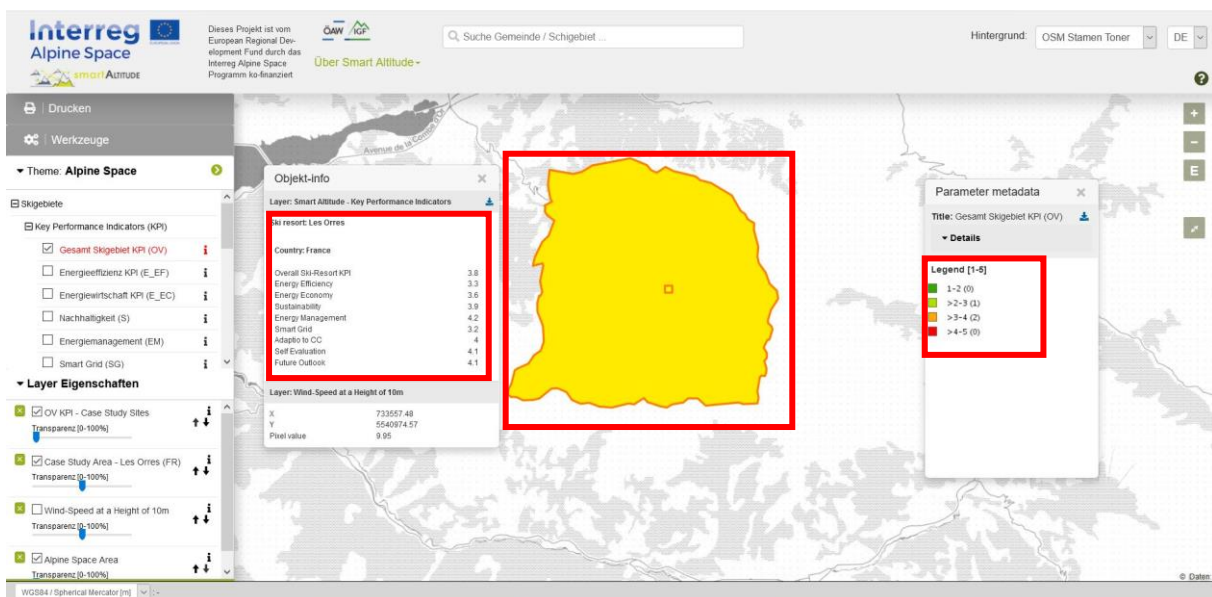 Interreg
Alpine Space
smart ALTITUDE
Dieses Projekt ist vom
European Regional Dev-
elopment Fund durch das
Interreg Alpine Space
Programm ko-finanziert
ÖAW IGF
Über Smart Altitude
Suche Gemeinde / Schigebiet ...
Hintergrund:
OSM Stamen Toner
DE
Drucken
Werkzeuge
Theme: Alpine Space
Skigebiete
Key Performance Indicators (KPI)
Gesamt Skigebiet KPI (OV)
Energieeffizienz KPI (E_EF)
Energiewirtschaft KPI (E_EC)
Nachhaltigkeit (S)
Energiemanagement (EM)
Smart Grid (SG)
Layer Eigenschaften
OV KPI - Case Study Sites
Transparenz [0-100%]
Case Study Area - Les Orres (FR)
Transparenz [0-100%]
Wind-Speed at a Height of 10m
Transparenz [0-100%]
Alpine Space Area
Transparenz [0-100%]
WGS84 / Spherical Mercator [m]
Objekt-info
Layer: Smart Altitude - Key Performance Indicators
Ski resort: Les Orres
Country: France
Overall Ski-Resort KPI 3.8
Energy Efficiency 3.3
Energy Economy 3.6
Sustainability 3.9
Energy Management 4.2
Smart Grid 3.2
Adaptio to CC 4
Self Evaluation 4.1
Future Outlook 4.1
Layer: Wind-Speed at a Height of 10m
X 733557.48
Y 5540974.57
Pixel value 9.95
Parameter metadata
Title: Gesamt Skigebiet KPI (OV)
Details
Legend [1-5]
1-2 (0)
>2-3 (1)
>3-4 (2)
>4-5 (0)
E
© Daten: